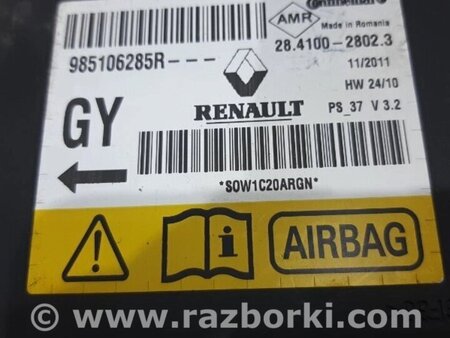 Continental
AMR Made in Romania
28.4100-2802.3
985106285R---
11/2011
HW 24/10
GY RENAULT PS_37 V 3.2
*S0W1C20ARGN*
i AIRBAG
© www.razborki.com